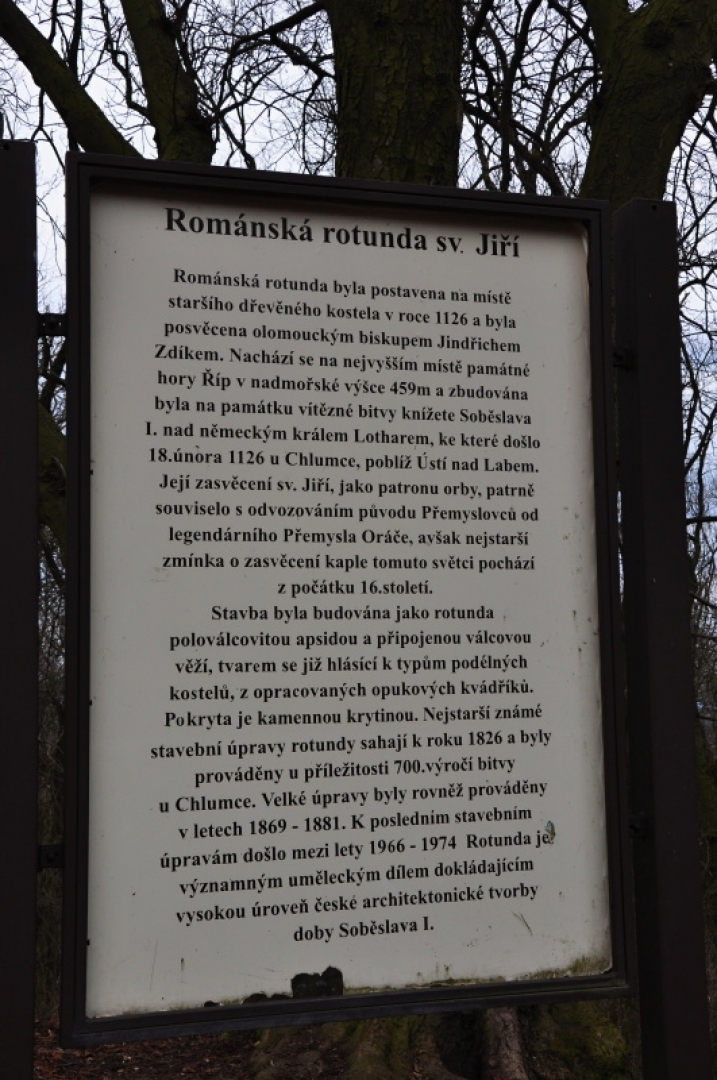 Románská rotunda sv. Jiří
Románská rotunda byla postavena na místě
staršího dřevěného kostela v roce 1126 a byla
posvěcena olomouckým biskupem Jindřichem
Zdíkem. Nachází se na nejvyšším místě památné
hory Říp v nadmořské výšce 459m a zbudována
byla na památku vítězné bitvy knížete Soběslava
I. nad německým králem Lotharem, ke které došlo
18.února 1126 u Chlumce, poblíž Ústí nad Labem.
Její zasvěcení sv. Jiří, jako patronu orby, patrně
souviselo s odvozováním původu Přemyslovců od
legendárního Přemysla Oráče, avšak nejstarší
zmínka o zasvěcení kaple tomuto světci pochází
z počátku 16.století.
Stavba byla budována jako rotunda
poloválcovitou apsidou a připojenou válcovou
věží, tvarem se již hlásící k typům podélných
kostelů, z opracovaných opukových kvádříků.
Pokryta je kamennou krytinou. Nejstarší známé
stavební úpravy rotundy sahají k roku 1826 a byly
prováděny u příležitosti 700.výročí bitvy
u Chlumce. Velké úpravy byly rovněž prováděny
v letech 1869 - 1881. K posledním stavebním
úpravám došlo mezi lety 1966 - 1974 Rotunda je
významným uměleckým dílem dokládajícím
vysokou úroveň české architektonické tvorby
doby Soběslava I.